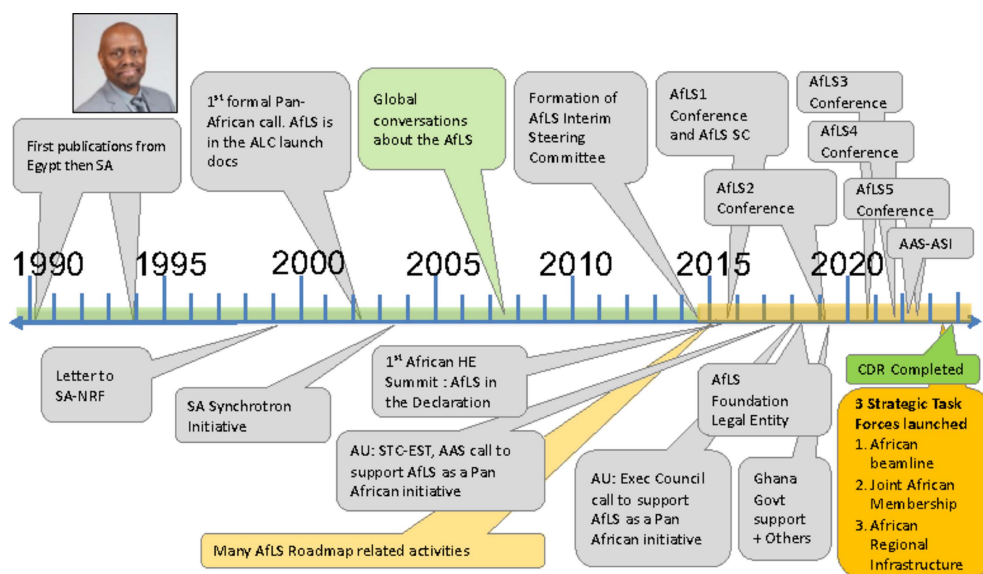 First publications from
Egypt then SA
1st formal Pan-
African call. AfLS is
in the ALC launch
docs
Global
conversations
about the AfLS
Formation of
AfLS Interim
Steering
Committee
AfLS1
Conference
and AfLS SC
AfLS2
Conference
AfLS3
Conference
AfLS4
Conference
AfLS5
Conference
AAS-ASI
1990 1995 2000 2005 2010 2015 2020
Letter to
SA-NRF
SA Synchrotron
Initiative
1st African HE
Summit : AfLS in
the Declaration
AU: STC-EST, AAS call to
support AfLS as a Pan
African initiative
Many AfLS Roadmap related activities
AfLS
Foundation
Legal Entity
AU: Exec Council
call to support
AfLS as a Pan
African initiative
Ghana
Govt
support
+ Others
CDR Completed
3 Strategic Task
Forces launched
1. African
beamline
2. Joint African
Membership
3. African
Regional
Infrastructure